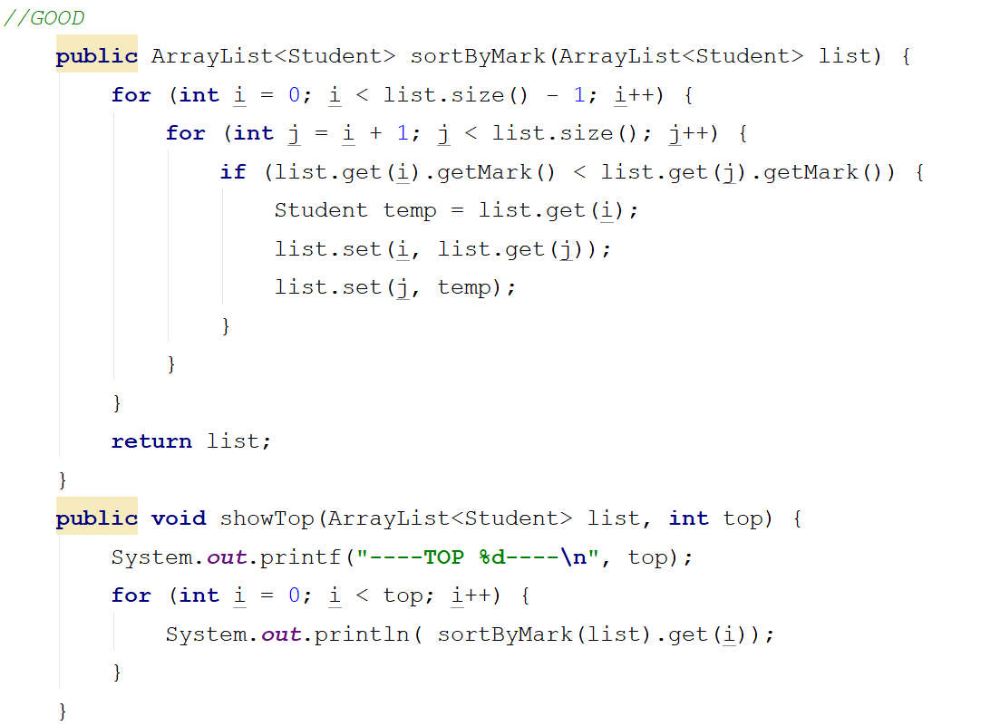 //GOOD
public ArrayList<Student> sortByMark(ArrayList<Student> list) {
for (int i = 0; i < list.size() - 1; i++) {
for (int j = i + 1; j < list.size(); j++) {
if (list.get(i).getMark() < list.get(j).getMark()) {
Student temp = list.get(i);
list.set(i, list.get(j));
list.set(j, temp);
}
}
}
return list;
}
public void showTop(ArrayList<Student> list, int top) {
System.out.printf("----TOP %d----\n", top);
for (int i = 0; i < top; i++) {
System.out.println( sortByMark(list).get(i));
}
}